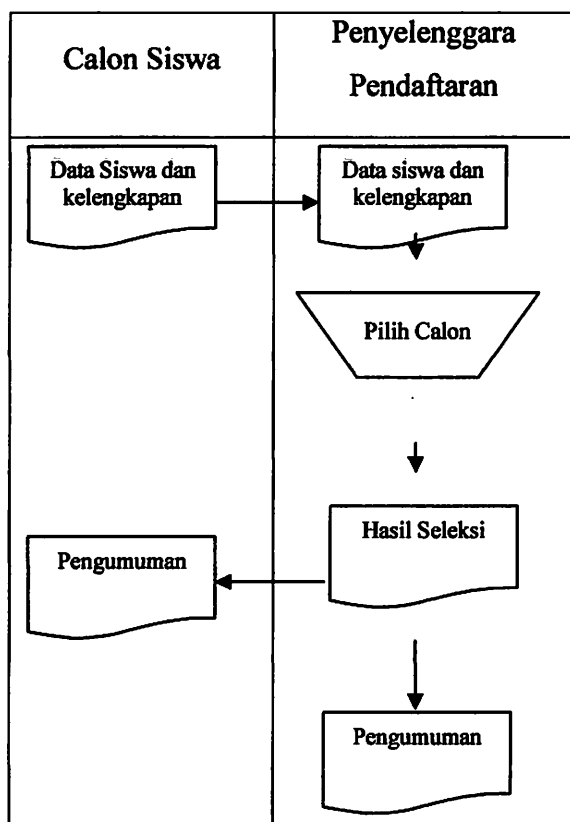 Calon Siswa
Penyelenggara
Pendaftaran
Data Siswa dan
kelengkapan
Data siswa dan
kelengkapan
Pilih Calon
Hasil Seleksi
Pengumuman
Pengumuman